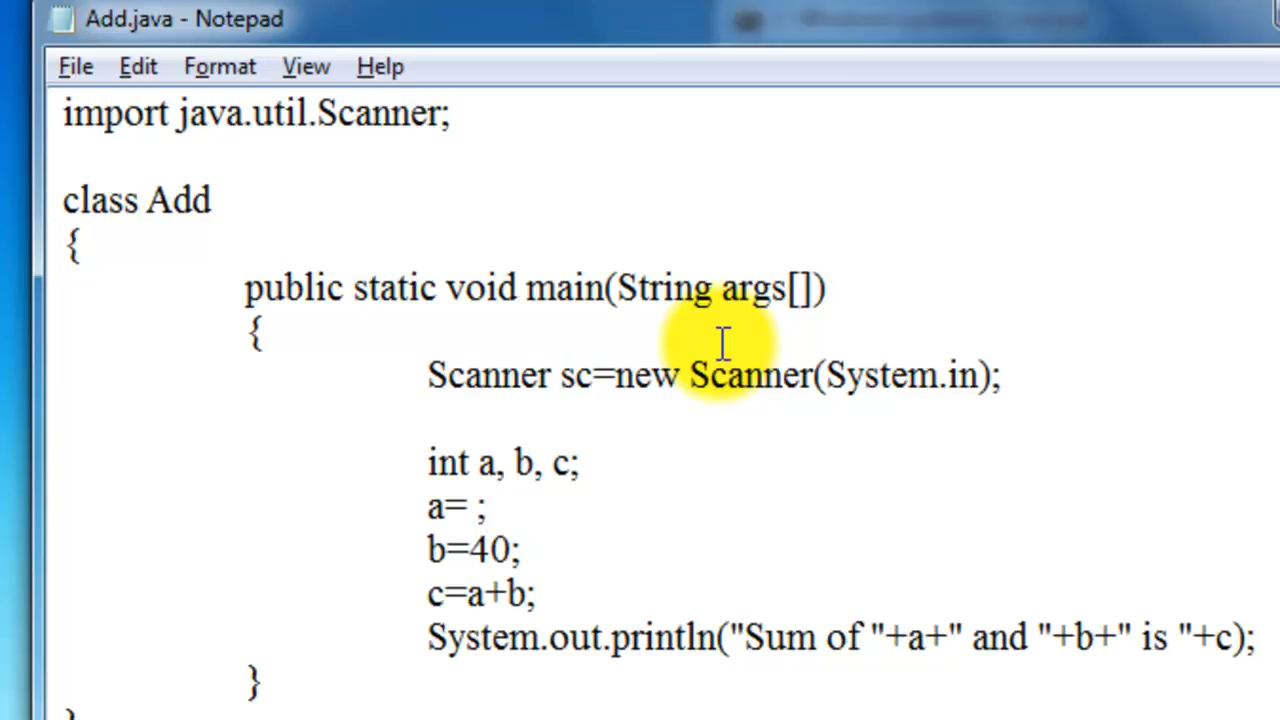 Add.java - Notepad
File Edit Format View Help
import java.util.Scanner;
class Add
{
public static void main(String args[])
{
Scanner sc=new Scanner(System.in);
int a, b, c;
a= ;
b=40;
c=a+b;
System.out.println("Sum of "+a+" and "+b+" is "+c);
}
}